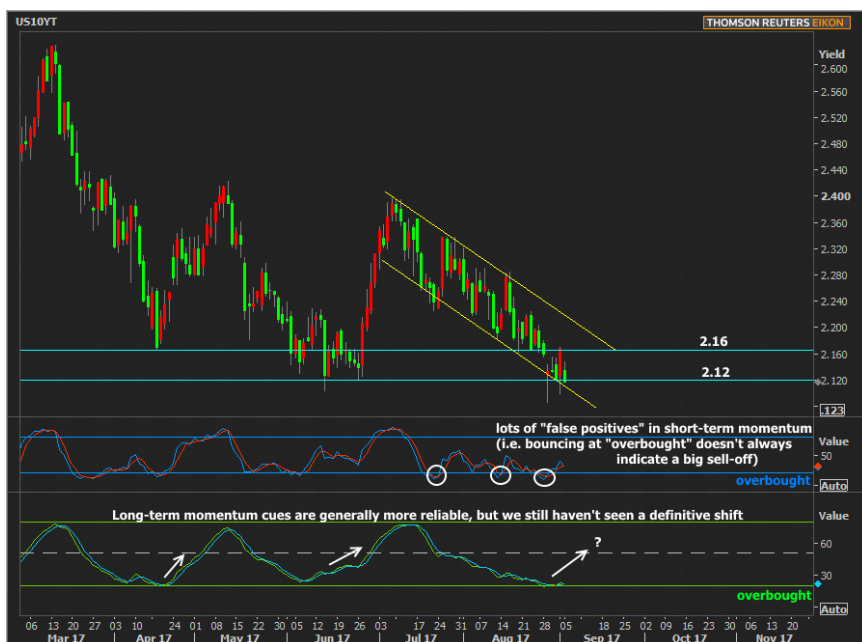 US10YT
THOMSON REUTERS EIKON
Yield
2.600
2.560
2.520
2.480
2.440
2.400
2.360
2.320
2.280
2.240
2.200
2.16
2.160
2.12
2.120
.123
lots of "false positives" in short-term momentum
(i.e. bouncing at "overbought" doesn't always
indicate a big sell-off)
Value
50
overbought
Auto
Long-term momentum cues are generally more reliable, but we still haven't seen a definitive shift
Value
?
60
30
overbought
Auto
06 13 20 27 03 10 24 01 08 15 22 30 05 12 19 26 03 17 24 31 07 14 21 28 05 18 25 02 09 16 23 30 06 13 20
Mar 17 Apr 17 May 17 Jun 17 Jul 17 Aug 17 Sep 17 Oct 17 Nov 17